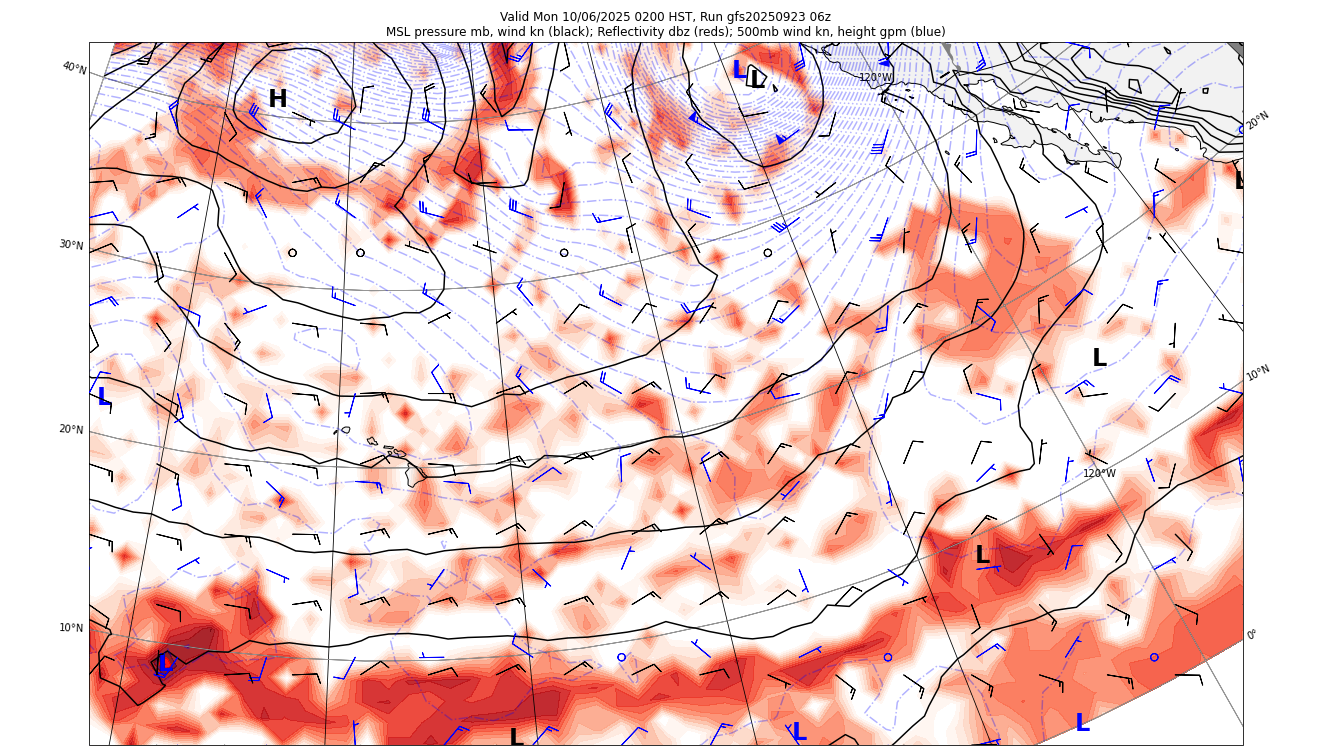 Valid Mon 10/06/2025 0200 HST, Run gfs20250923 06z
MSL pressure mb, wind kn (black); Reflectivity dbz (reds); 500mb wind kn, height gpm (blue)
40°N
L
L
120°W
H
20°N
L
30°N
L
10°N
L
20°N
120°W
L
10°N
0°
L
L
L
L